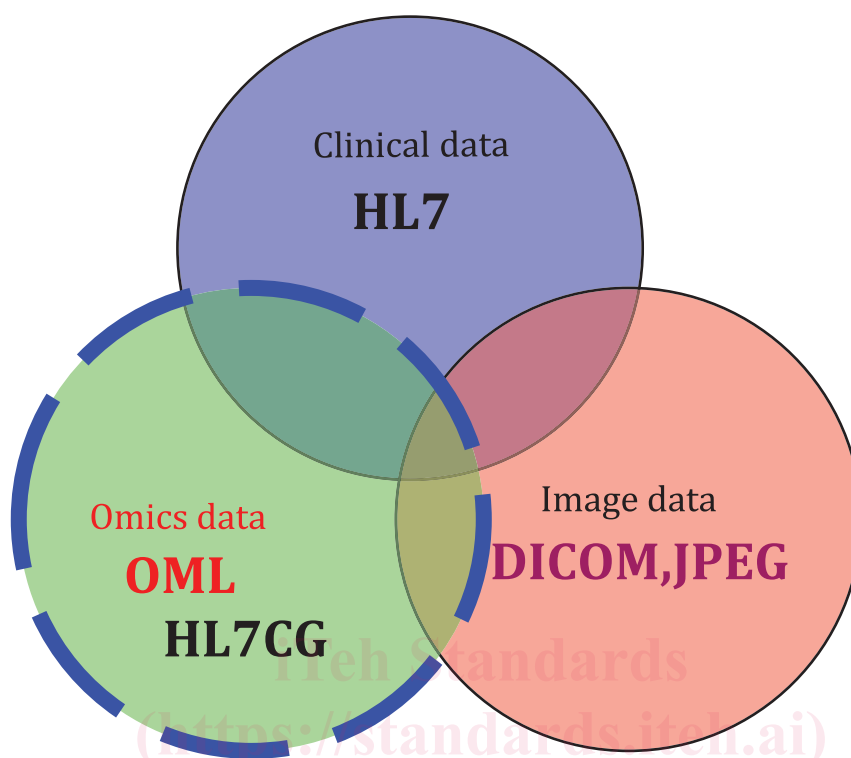 Clinical data
HL7
Image data
DICOM,JPEG
Omics data
OML
HL7CG
iTeh Standards
(https://standards.iteh.ai)